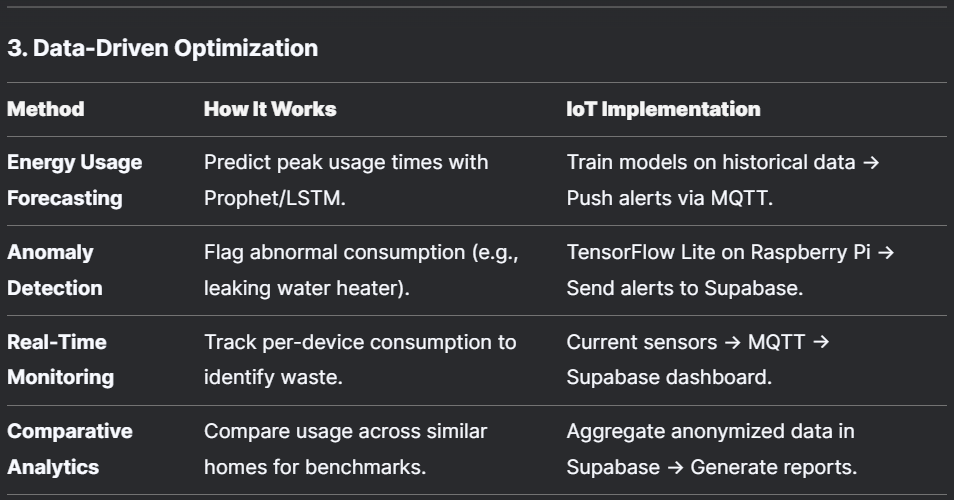 3. Data-Driven Optimization
Method How It Works IoT Implementation
Energy Usage Predict peak usage times with Train models on historical data →
Forecasting Prophet/LSTM. Push alerts via MQTT.
Anomaly Flag abnormal consumption (e.g., TensorFlow Lite on Raspberry Pi →
Detection leaking water heater). Send alerts to Supabase.
Real-Time Track per-device consumption to Current sensors → MQTT →
Monitoring identify waste. Supabase dashboard.
Comparative Compare usage across similar Aggregate anonymized data in
Analytics homes for benchmarks. Supabase → Generate reports.